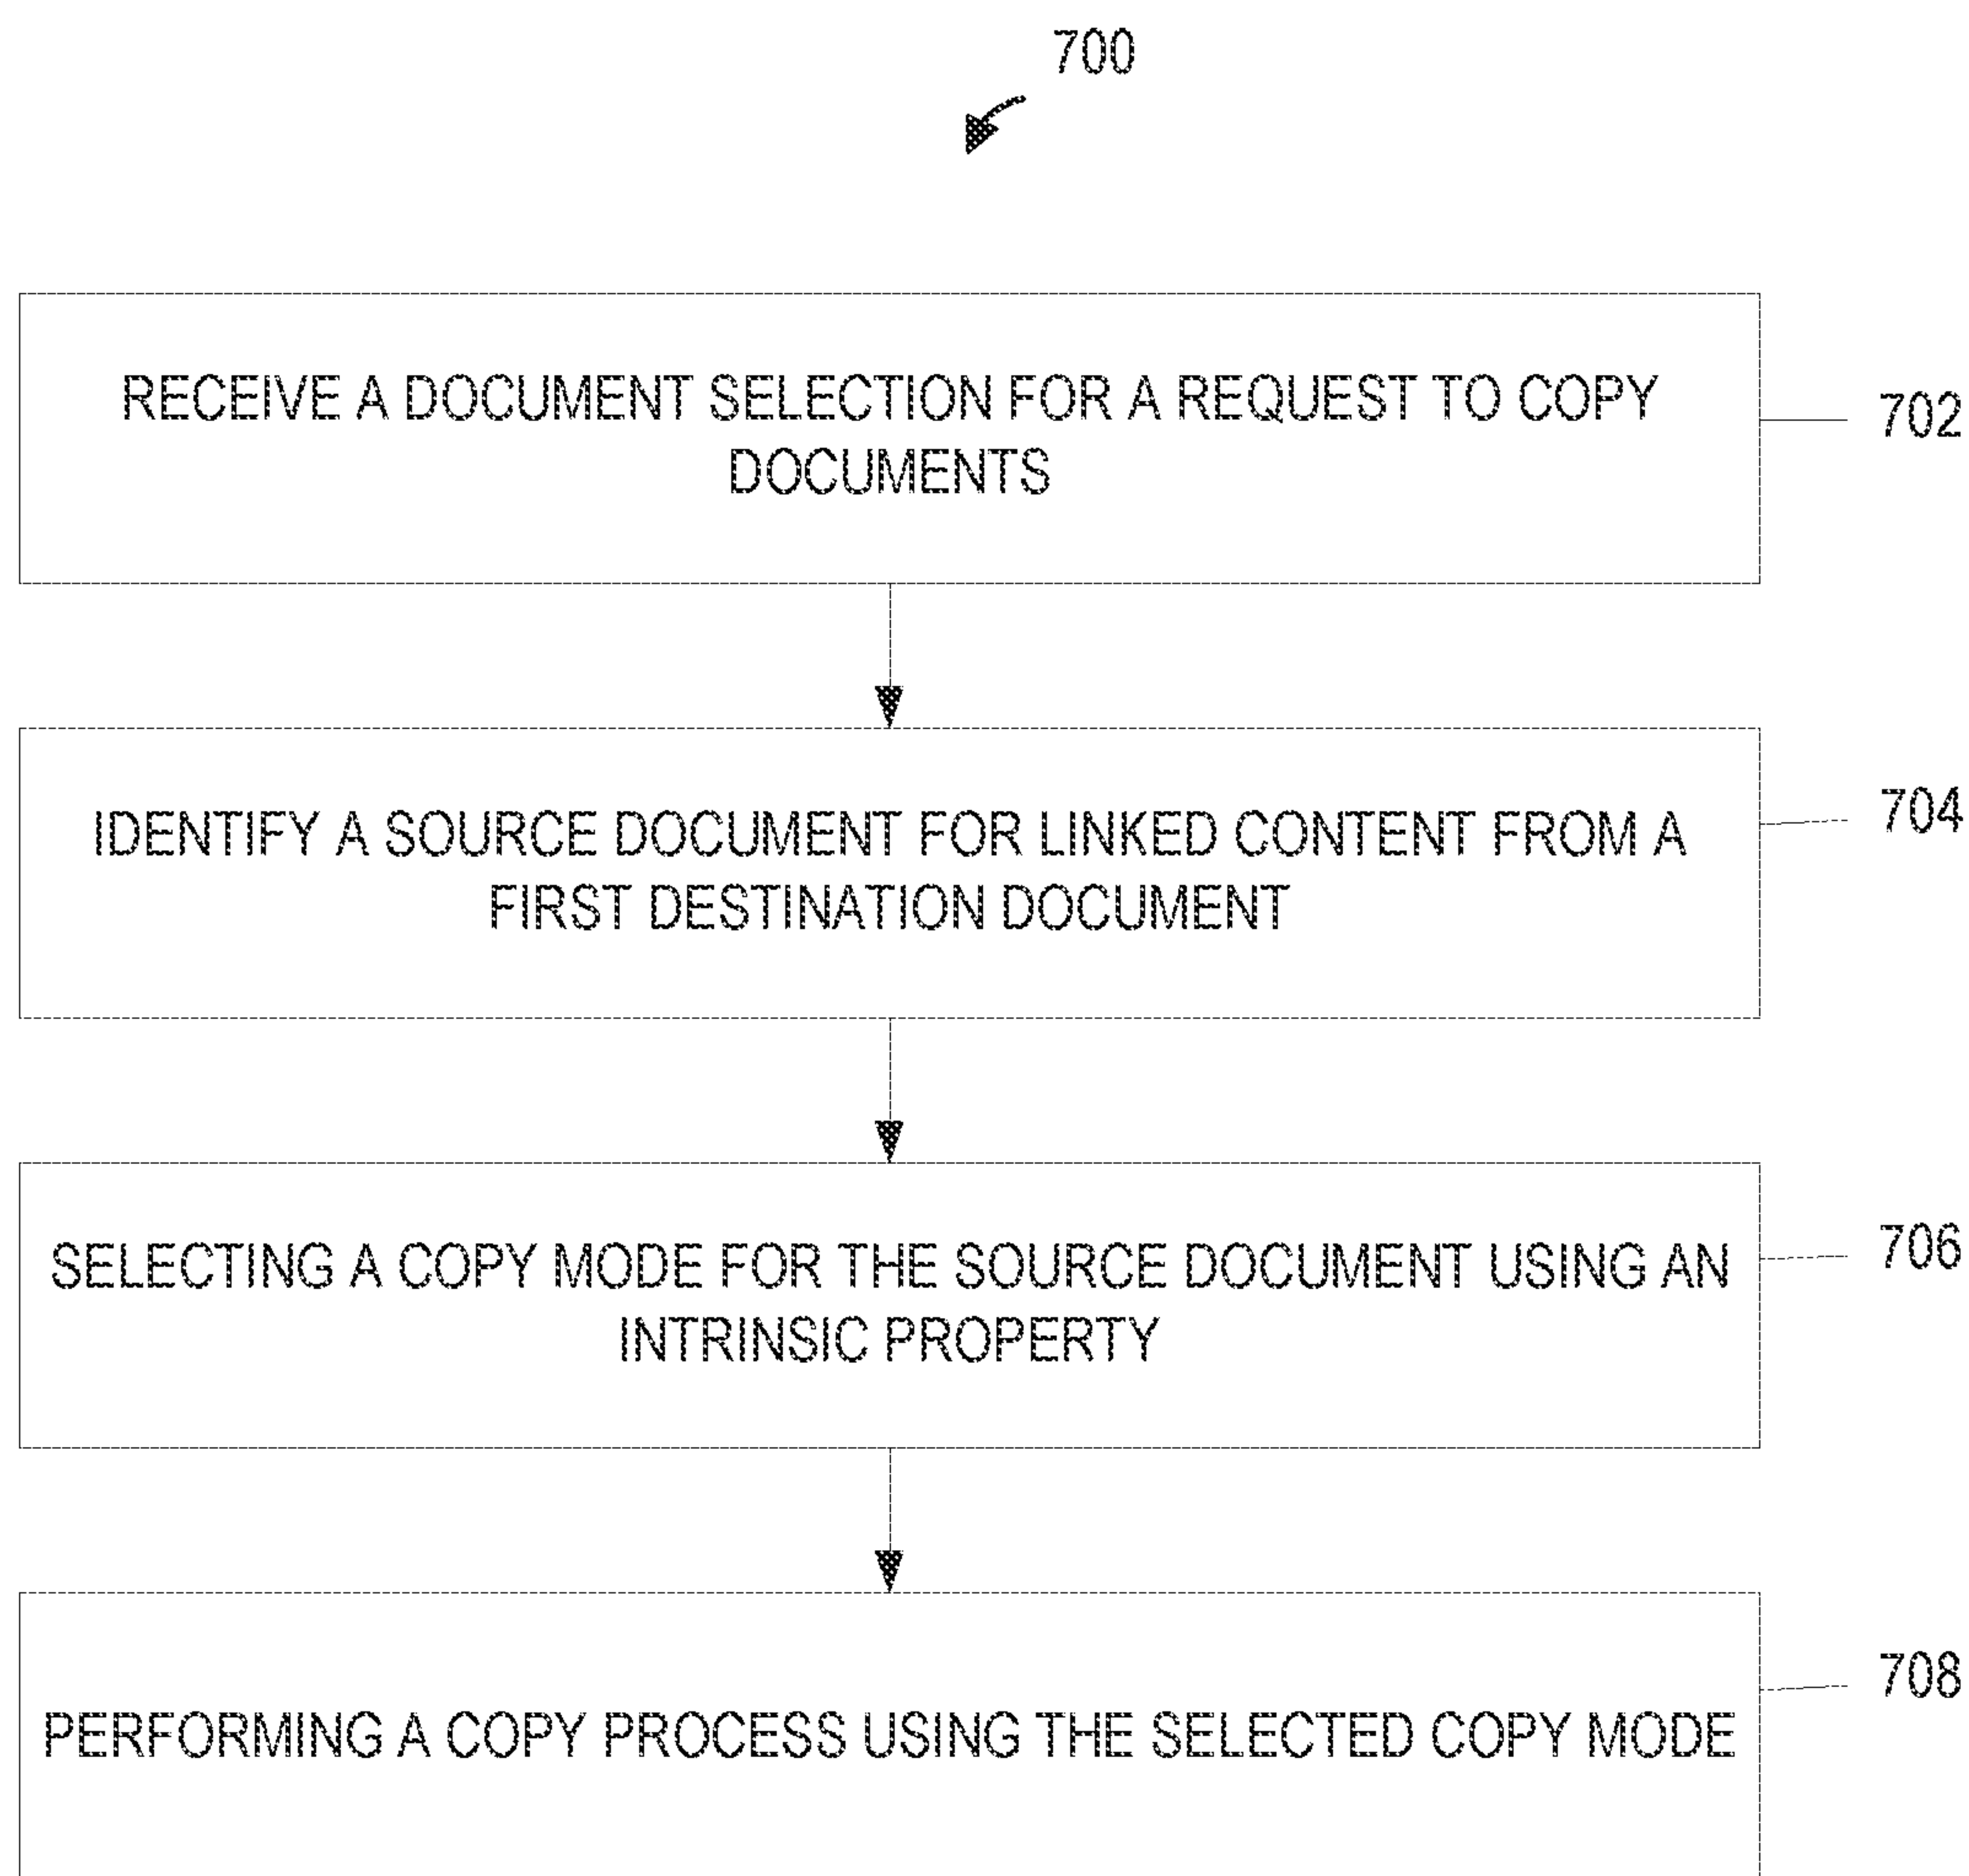 700
RECEIVE A DOCUMENT SELECTION FOR A REQUEST TO COPY
DOCUMENTS
702
IDENTIFY A SOURCE DOCUMENT FOR LINKED CONTENT FROM A
FIRST DESTINATION DOCUMENT
704
SELECTING A COPY MODE FOR THE SOURCE DOCUMENT USING AN
INTRINSIC PROPERTY
706
PERFORMING A COPY PROCESS USING THE SELECTED COPY MODE
708